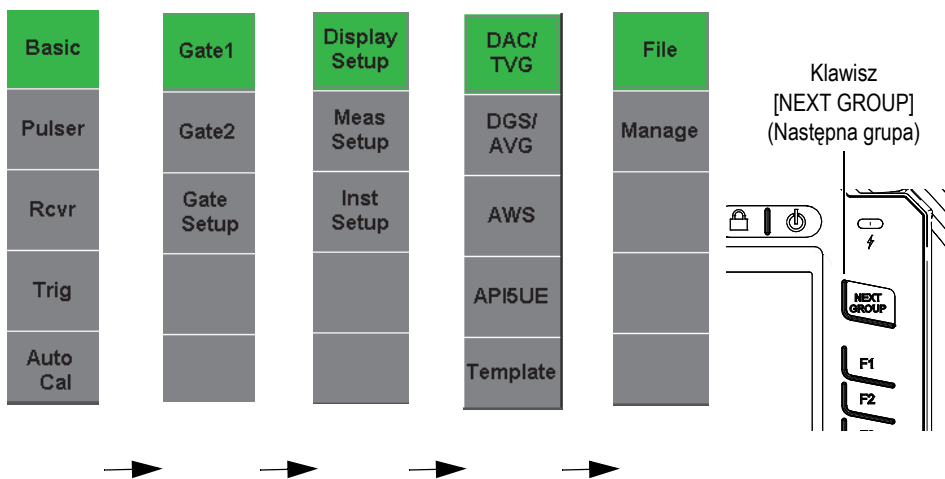 Basic
Pulser
Rcvr
Trig
Auto
Cal
Gate1
Gate2
Gate
Setup
Display
Setup
Meas
Setup
Inst
Setup
DAC/
TVG
DGS/
AVG
AWS
API5UE
Template
File
Manage
Klawisz
[NEXT GROUP]
(Następna grupa)
NEXT
GROUP
F1
F2